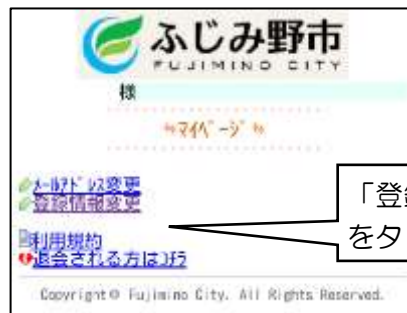 ふじみ野市
FUJIMINO CITY
様
ﾏｲﾍﾟｰｼﾞ
ﾒｰﾙｱﾄﾞﾚｽ変更
登録情報変更
「登
をタ
利用規約
退会される方はｺﾁﾗ
Copyright© Fujimino City. All Rights Reserved.